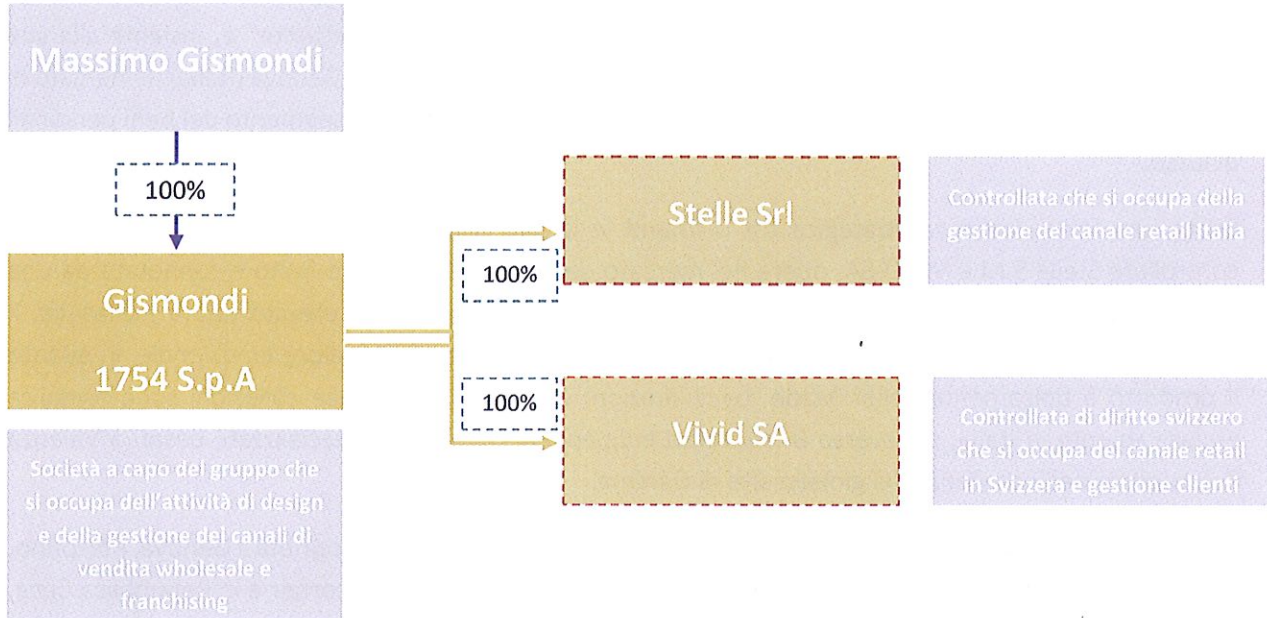 Massimo Gismondi
100%
Gismondi
1754 S.p.A
Società a capo del gruppo che
si occupa dell'attività di design
e della gestione dei canali di
vendita wholesale e
franchising
100%
Stelle Srl
Controllata che si occupa della
gestione del canale retail Italia
100%
Vivid SA
Controllata di diritto svizzero
che si occupa del canale retail
in Svizzera e gestione clienti